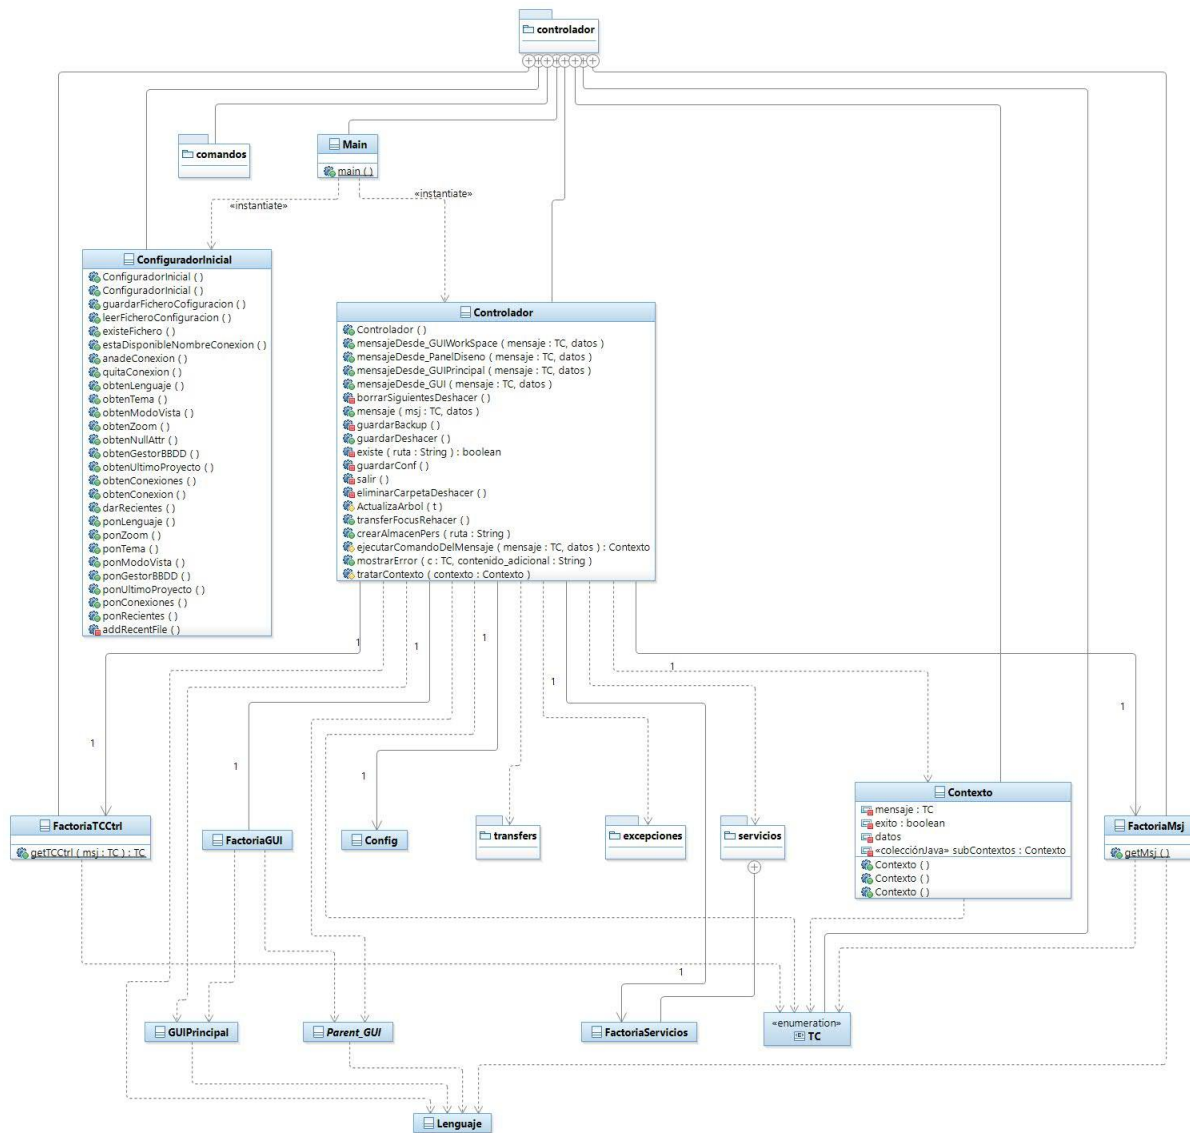 controlador
comandos
Main
main ( )
«instantiate»
«instantiate»
ConfiguradorInicial
ConfiguradorInicial ( )
ConfiguradorInicial ( )
guardarFicheroCofiguracion ( )
leerFicheroConfiguracion ( )
existeFichero ( )
estaDisponibleNombreConexion ( )
anadeConexion ( )
quitaConexion ( )
obtenLenguaje ( )
obtenTema ( )
obtenModoVista ( )
obtenZoom ( )
obtenNullAttr ( )
obtenGestorBBDD ( )
obtenUltimoProyecto ( )
obtenConexiones ( )
obtenConexion ( )
darRecientes ( )
ponLenguaje ( )
ponZoom ( )
ponTema ( )
ponModoVista ( )
ponGestorBBDD ( )
ponUltimoProyecto ( )
ponConexiones ( )
ponRecientes ( )
addRecentFile ( )
Controlador
Controlador ( )
mensajeDesde_GUIWorkSpace ( mensaje : TC, datos )
mensajeDesde_PanelDiseno ( mensaje : TC, datos )
mensajeDesde_GUIPrincipal ( mensaje : TC, datos )
mensajeDesde_GUI ( mensaje : TC, datos )
borrarSiguientesDeshacer ( )
mensaje ( msj : TC, datos )
guardarBackup ( )
guardarDeshacer ( )
existe ( ruta : String ) : boolean
guardarConf ( )
salir ( )
eliminarCarpetaDeshacer ( )
ActualizaArbol ( t )
transferFocusRehacer ( )
crearAlmacenPers ( ruta : String )
ejecutarComandoDelMensaje ( mensaje : TC, datos ) : Contexto
mostrarError ( c : TC, contenido_adicional : String )
tratarContexto ( contexto : Contexto )
1
1
1
1
1
1
1
1
1
1
FactoriaTCCtrl
getTCCtrl ( msj : TC ) : TC
FactoriaGUI
Config
transfers
excepciones
servicios
Contexto
mensaje : TC
exito : boolean
datos
«colecciónJava» subContextos : Contexto
Contexto ( )
Contexto ( )
Contexto ( )
FactoriaMsj
getMsj ( )
GUIPrincipal
Parent_GUI
FactoriaServicios
«enumeration»
TC
Lenguaje